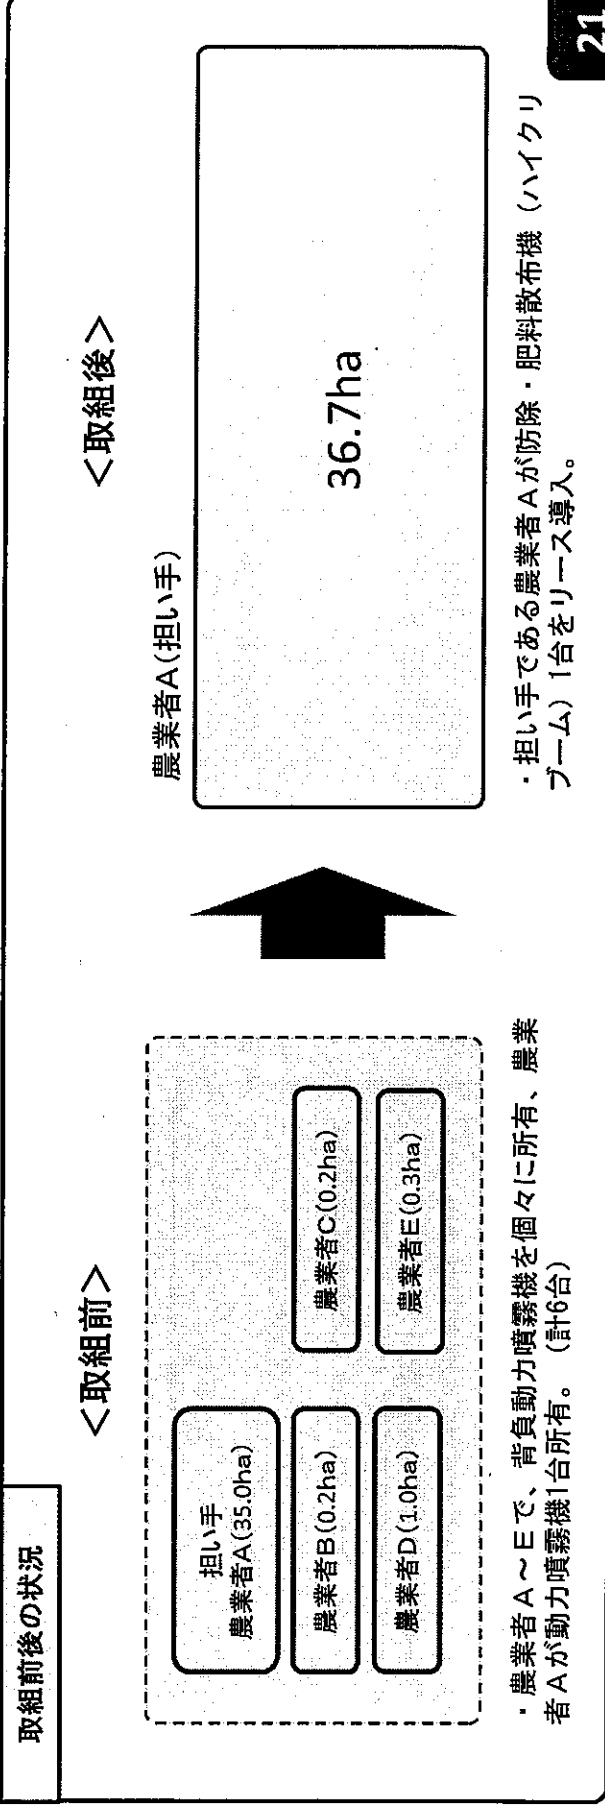 取組前後の状況
＜取組前＞
担い手
農業者A(35.0ha)
農業者B(0.2ha)
農業者C(0.2ha)
農業者D(1.0ha)
農業者E(0.3ha)
・農業者A～Eで、背負動力噴霧機を個々に所有、農業
者Aが動力噴霧機1台所有。（計6台）
＜取組後＞
農業者A(担い手)
36.7ha
・担い手である農業者Aが防除・肥料散布機（ハイクリ
ブーム）1台をリース導入。
21